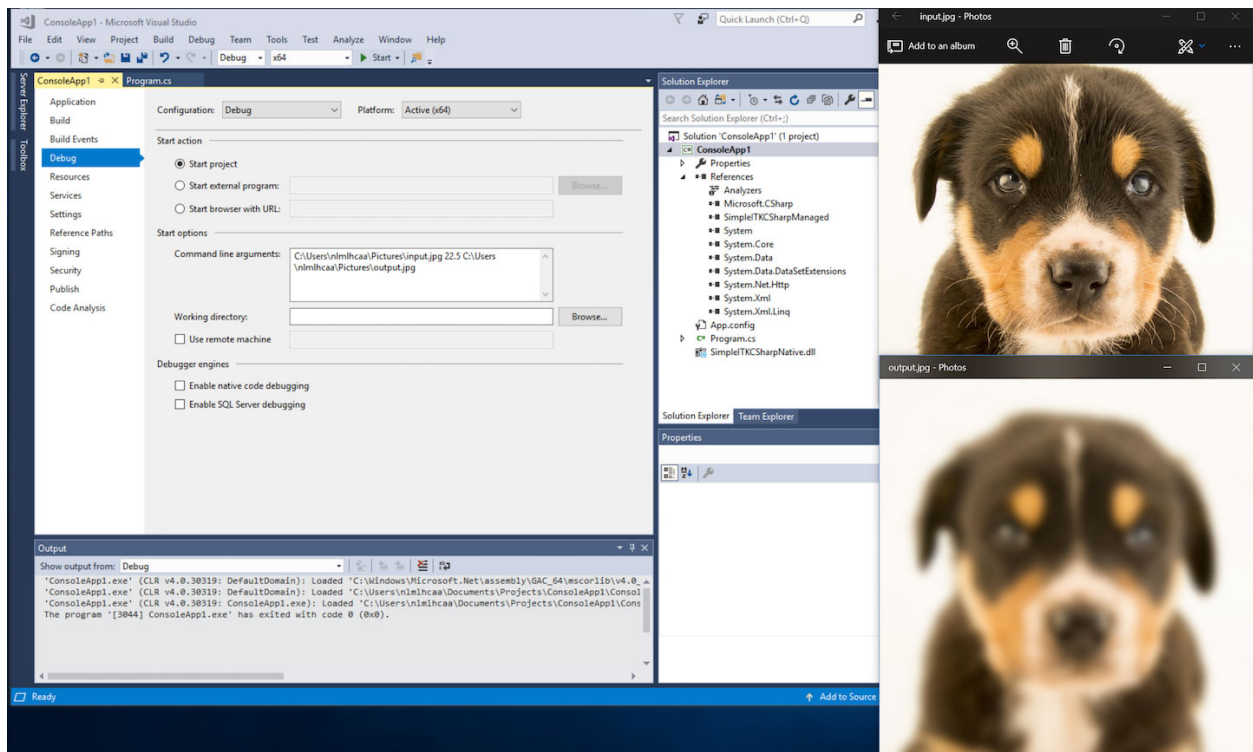 ConsoleApp1 - Microsoft Visual Studio
Quick Launch (Ctrl+Q)
File Edit View Project Build Debug Team Tools Test Analyze Window Help
Debug x64 Start
Server Explorer
Toolbox
ConsoleApp1 Program.cs
Application
Build
Build Events
Debug
Resources
Services
Settings
Reference Paths
Signing
Security
Publish
Code Analysis
Configuration: Debug Platform: Active (x64)
Start action
Start project
Start external program: Browse...
Start browser with URL:
Start options
Command line arguments: C:\Users\nlmlhcaa\Pictures\input.jpg 22.5 C:\Users
\nlmlhcaa\Pictures\output.jpg
Working directory: Browse...
Use remote machine
Debugger engines
Enable native code debugging
Enable SQL Server debugging
Output
Show output from: Debug
'ConsoleApp1.exe' (CLR v4.0.30319: DefaultDomain): Loaded 'C:\Windows\Microsoft.Net\assembly\GAC_64\mscorlib\v4.0_
'ConsoleApp1.exe' (CLR v4.0.30319: DefaultDomain): Loaded 'C:\Users\nlmlhcaa\Documents\Projects\ConsoleApp1\Consol
'ConsoleApp1.exe' (CLR v4.0.30319: ConsoleApp1.exe): Loaded 'C:\Users\nlmlhcaa\Documents\Projects\ConsoleApp1\Cons
The program '[3044] ConsoleApp1.exe' has exited with code 0 (0x0).
Ready
Add to Source
Solution Explorer
Search Solution Explorer (Ctrl+;)
Solution 'ConsoleApp1' (1 project)
C# ConsoleApp1
Properties
References
Analyzers
Microsoft.CSharp
SimpleITKCSharpManaged
System
System.Core
System.Data
System.Data.DataSetExtensions
System.Net.Http
System.Xml
System.Xml.Linq
App.config
C# Program.cs
SimpleITKCSharpNative.dll
Solution Explorer Team Explorer
Properties
input.jpg - Photos
Add to an album
output.jpg - Photos